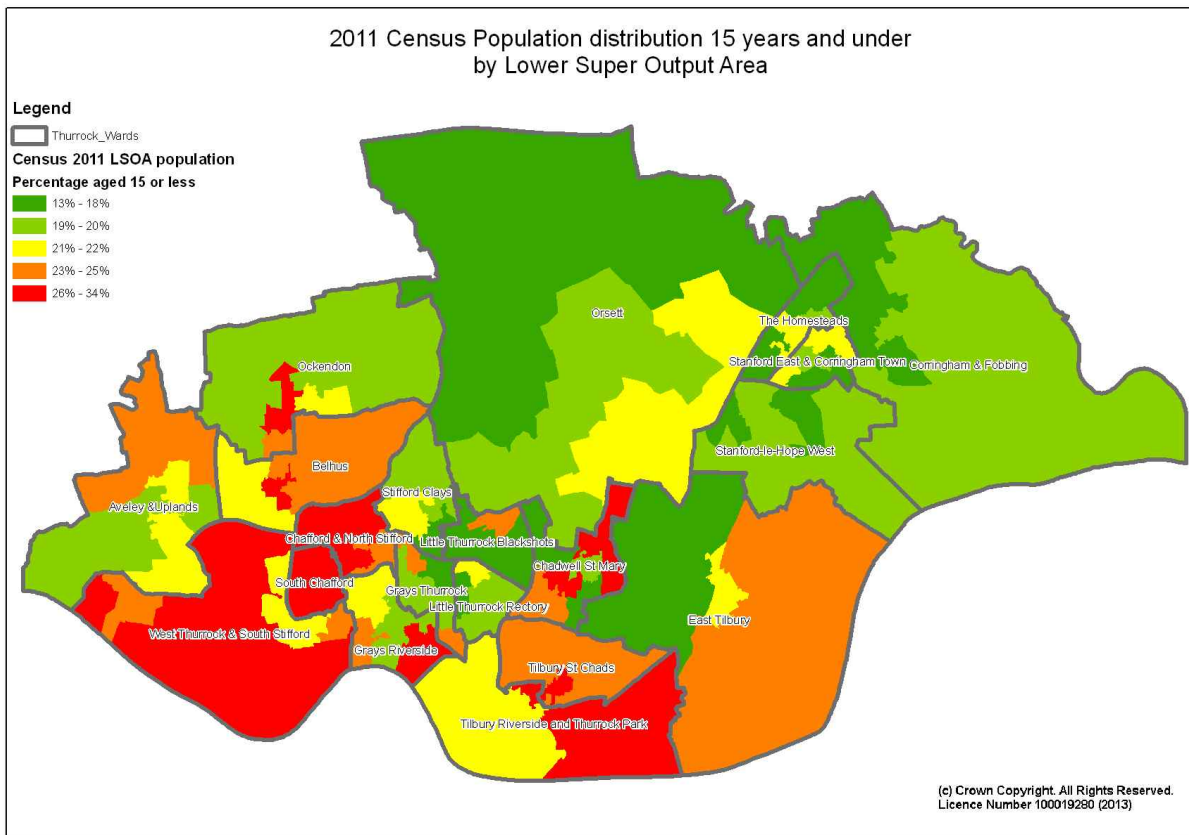 2011 Census Population distribution 15 years and under
by Lower Super Output Area
Legend
Thurrock_Wards
Census 2011 LSOA population
Percentage aged 15 or less
13% - 18%
19% - 20%
21% - 22%
23% - 25%
26% - 34%
Orsett
The Homesteads
Ockendon
Stanford East & Corringham Town
Corringham & Fobbing
Stanford-le-Hope West
Belhus
Stifford Clays
Aveley &Uplands
Chafford & North Stifford
Little Thurrock Blackshots
Chadwell St Mary
South Chafford
Grays Thurrock
Little Thurrock Rectory
East Tilbury
West Thurrock & South Stifford
Grays Riverside
Tilbury St Chads
Tilbury Riverside and Thurrock Park
(c) Crown Copyright. All Rights Reserved.
Licence Number 100019280 (2013)